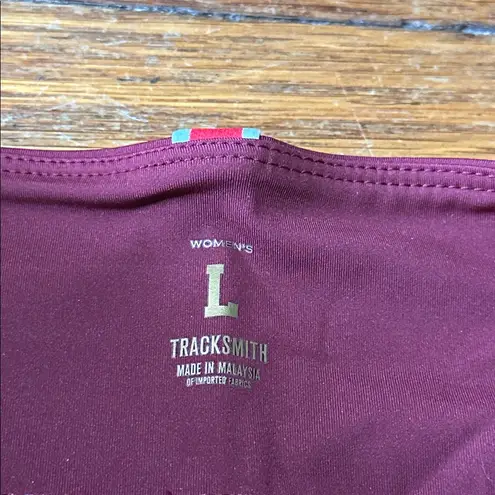 WOMEN'S
L
TRACKSMITH
MADE IN MALAYSIA
OF IMPORTED FABRICS